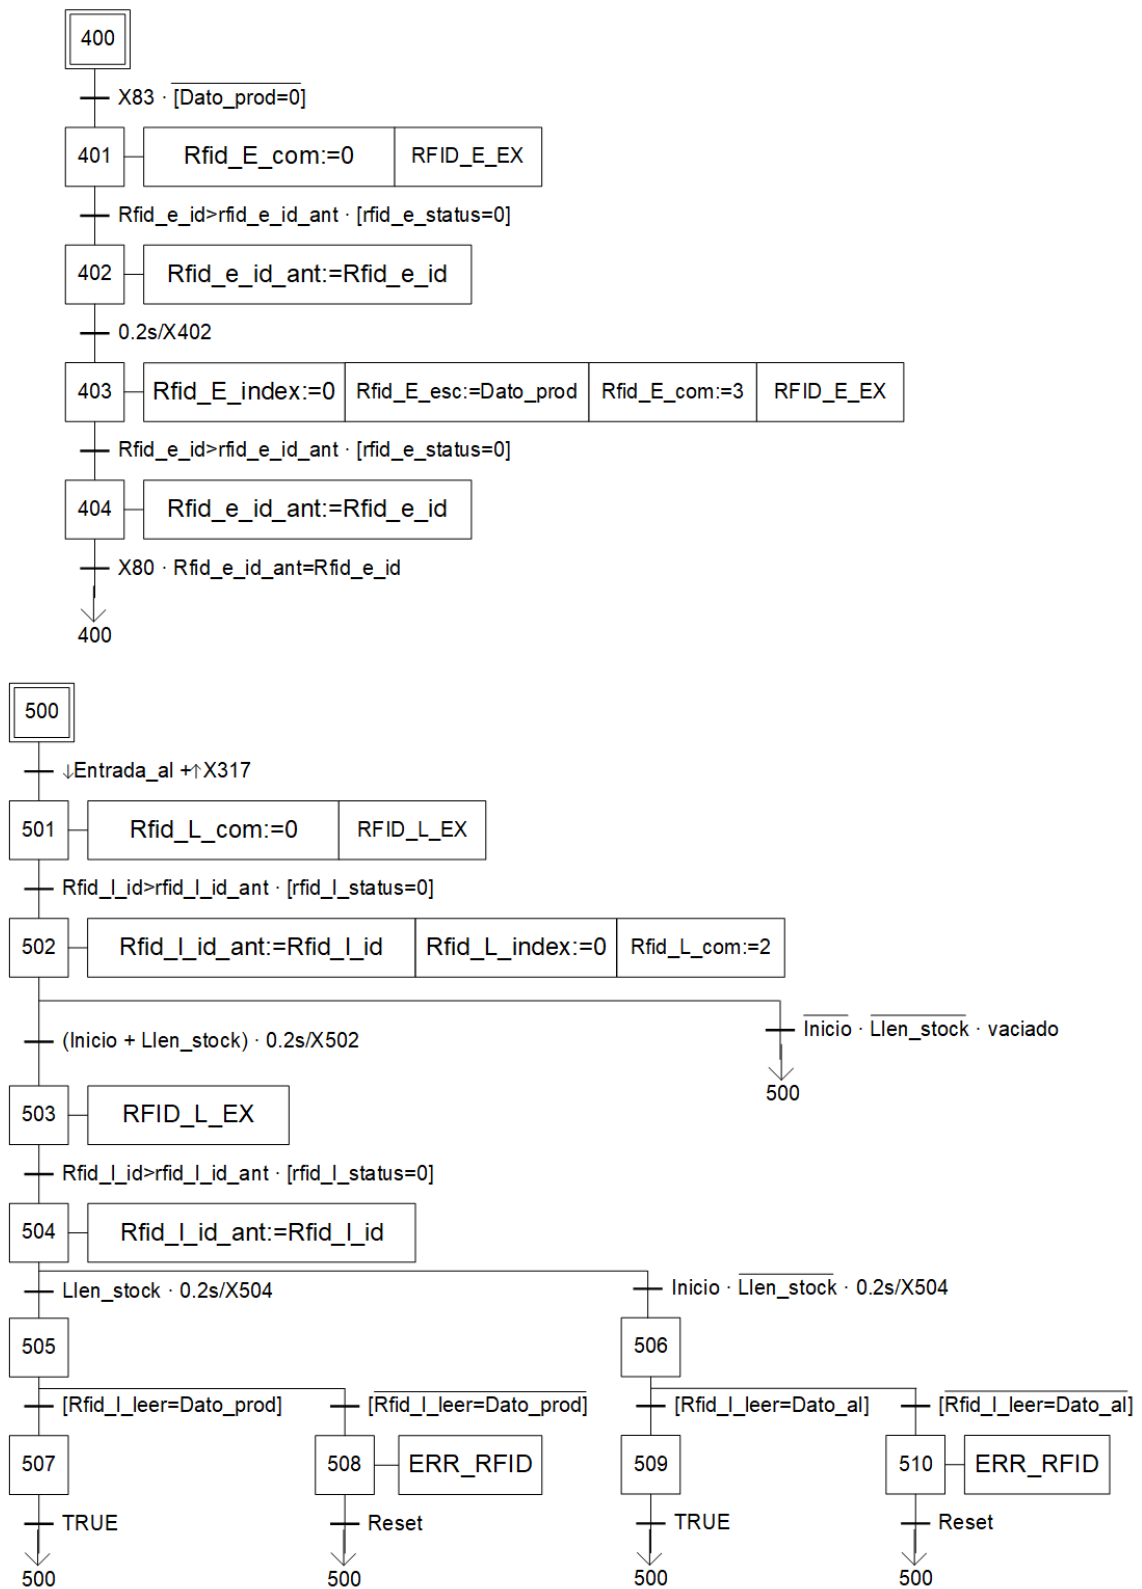 400
X83 · [Dato_prod=0]
401 Rfid_E_com:=0 RFID_E_EX
Rfid_e_id>rfid_e_id_ant · [rfid_e_status=0]
402 Rfid_e_id_ant:=Rfid_e_id
0.2s/X402
403 Rfid_E_index:=0 Rfid_E_esc:=Dato_prod Rfid_E_com:=3 RFID_E_EX
Rfid_e_id>rfid_e_id_ant · [rfid_e_status=0]
404 Rfid_e_id_ant:=Rfid_e_id
X80 · Rfid_e_id_ant=Rfid_e_id
400
500
↓Entrada_al +↑X317
501 Rfid_L_com:=0 RFID_L_EX
Rfid_l_id>rfid_l_id_ant · [rfid_l_status=0]
502 Rfid_l_id_ant:=Rfid_l_id Rfid_L_index:=0 Rfid_L_com:=2
(Inicio + Llen_stock) · 0.2s/X502 Inicio · Llen_stock · vaciado
500
503 RFID_L_EX
Rfid_l_id>rfid_l_id_ant · [rfid_l_status=0]
504 Rfid_l_id_ant:=Rfid_l_id
Llen_stock · 0.2s/X504 Inicio · Llen_stock · 0.2s/X504
505 506
[Rfid_l_leer=Dato_prod] [Rfid_l_leer=Dato_prod] [Rfid_l_leer=Dato_al] [Rfid_l_leer=Dato_al]
507 508 ERR_RFID 509 510 ERR_RFID
TRUE Reset TRUE Reset
500 500 500 500